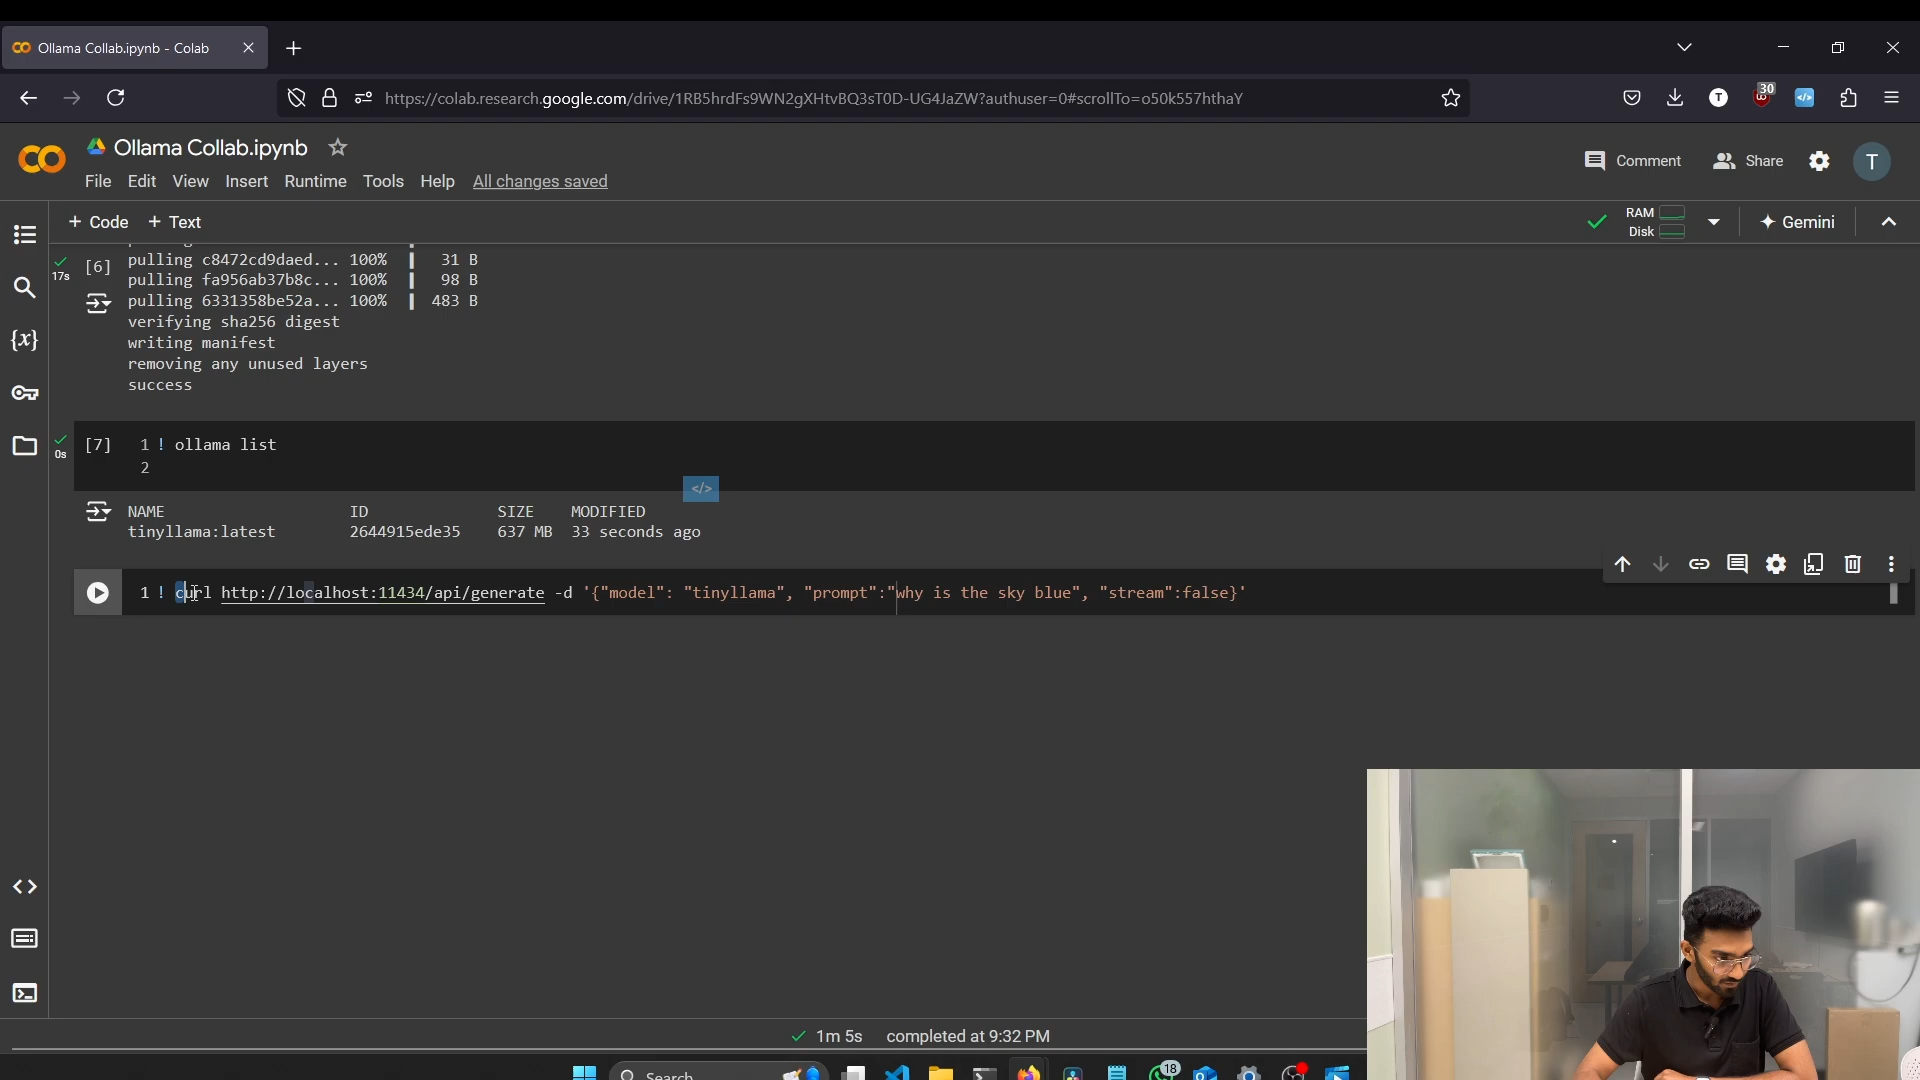 Ollama Collab.ipynb - Colab
https://colab.research.google.com/drive/1RB5hrdFs9WN2gXHtvBQ3sT0D-UG4JaZW?authuser=0#scrollTo=o50k557hthaY
T
30
Ollama Collab.ipynb
Comment
Share
T
File Edit View Insert Runtime Tools Help All changes saved
+ Code + Text
RAM
Disk
Gemini
17s
[6]
pulling c8472cd9daed... 100% 31 B
pulling fa956ab37b8c... 100% 98 B
pulling 6331358be52a... 100% 483 B
verifying sha256 digest
writing manifest
removing any unused layers
success
0s
[7]
1 ! ollama list
2
NAME ID SIZE MODIFIED
tinyllama:latest 2644915ede35 637 MB 33 seconds ago
1 ! curl http://localhost:11434/api/generate -d '{"model": "tinyllama", "prompt":"why is the sky blue", "stream":false}'
1m 5s completed at 9:32 PM
Search
18